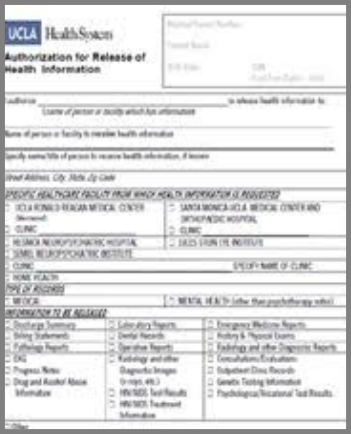 UCLA Health System
Medical Record Number:
Patient Name:
Birth Date: SSN:
Authorization for Release of
Health Information
I authorize to release health information to:
(name of person or facility which has information)
Name of person or facility to receive health information
Specify name/title of person to receive health information, if known
Street Address, City, State, Zip Code
SPECIFIC HEALTHCARE FACILITY FROM WHICH HEALTH INFORMATION IS REQUESTED
UCLA RONALD REAGAN MEDICAL CENTER
SANTA MONICA-UCLA MEDICAL CENTER AND
(Westwood)
ORTHOPAEDIC HOSPITAL
CLINIC
CLINIC
RESNICK NEUROPSYCHIATRIC HOSPITAL
JULES STEIN EYE INSTITUTE
SEMEL NEUROPSYCHIATRIC INSTITUTE
CLINIC SPECIFY NAME OF CLINIC
HOME HEALTH
TYPE OF RECORDS
MEDICAL
MENTAL HEALTH (other than psychotherapy notes)
INFORMATION TO BE RELEASED
Discharge Summary
Billing Statements
Pathology Reports
EKG
Progress Notes
Drug and Alcohol Abuse
Information
Laboratory Reports
Dental Records
Operative Reports
Radiology and other
Diagnostic Images
(x-rays, etc.)
HIV/AIDS Test Results
HIV/AIDS Treatment
Information
Emergency Medicine Reports
History & Physical Exams
Radiology and other Diagnostic Reports
Consultations/Evaluations
Outpatient Clinic Records
Genetic Testing Information
Psychological/Vocational Test Results
Other